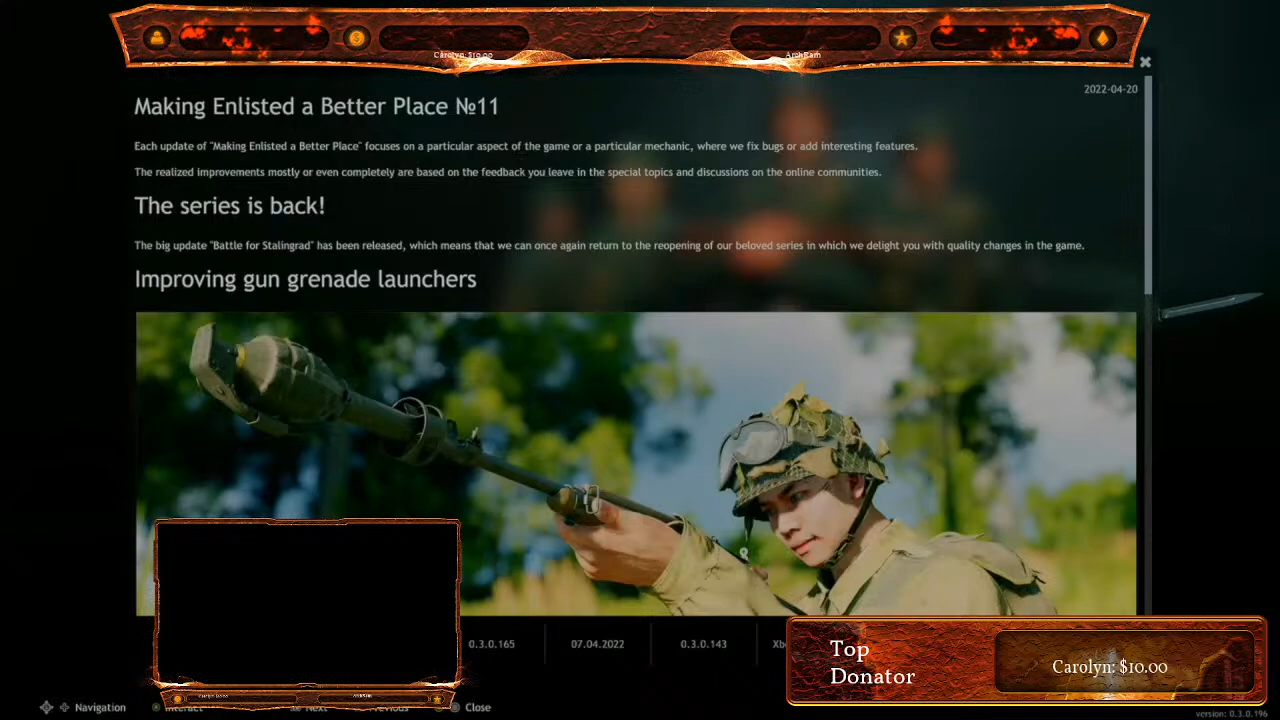 Carolyn: $10.00
ArchRam
2022-04-20
Making Enlisted a Better Place №11
Each update of "Making Enlisted a Better Place" focuses on a particular aspect of the game or a particular mechanic, where we fix bugs or add interesting features.
The realized improvements mostly or even completely are based on the feedback you leave in the special topics and discussions on the online communities.
The series is back!
The big update "Battle for Stalingrad" has been released, which means that we can once again return to the reopening of our beloved series in which we delight you with quality changes in the game.
Improving gun grenade launchers
0.3.0.165
07.04.2022
0.3.0.143
Top
Donator
Carolyn: $10.00
Navigation
Interact
Next
Close
version: 0.3.0.196